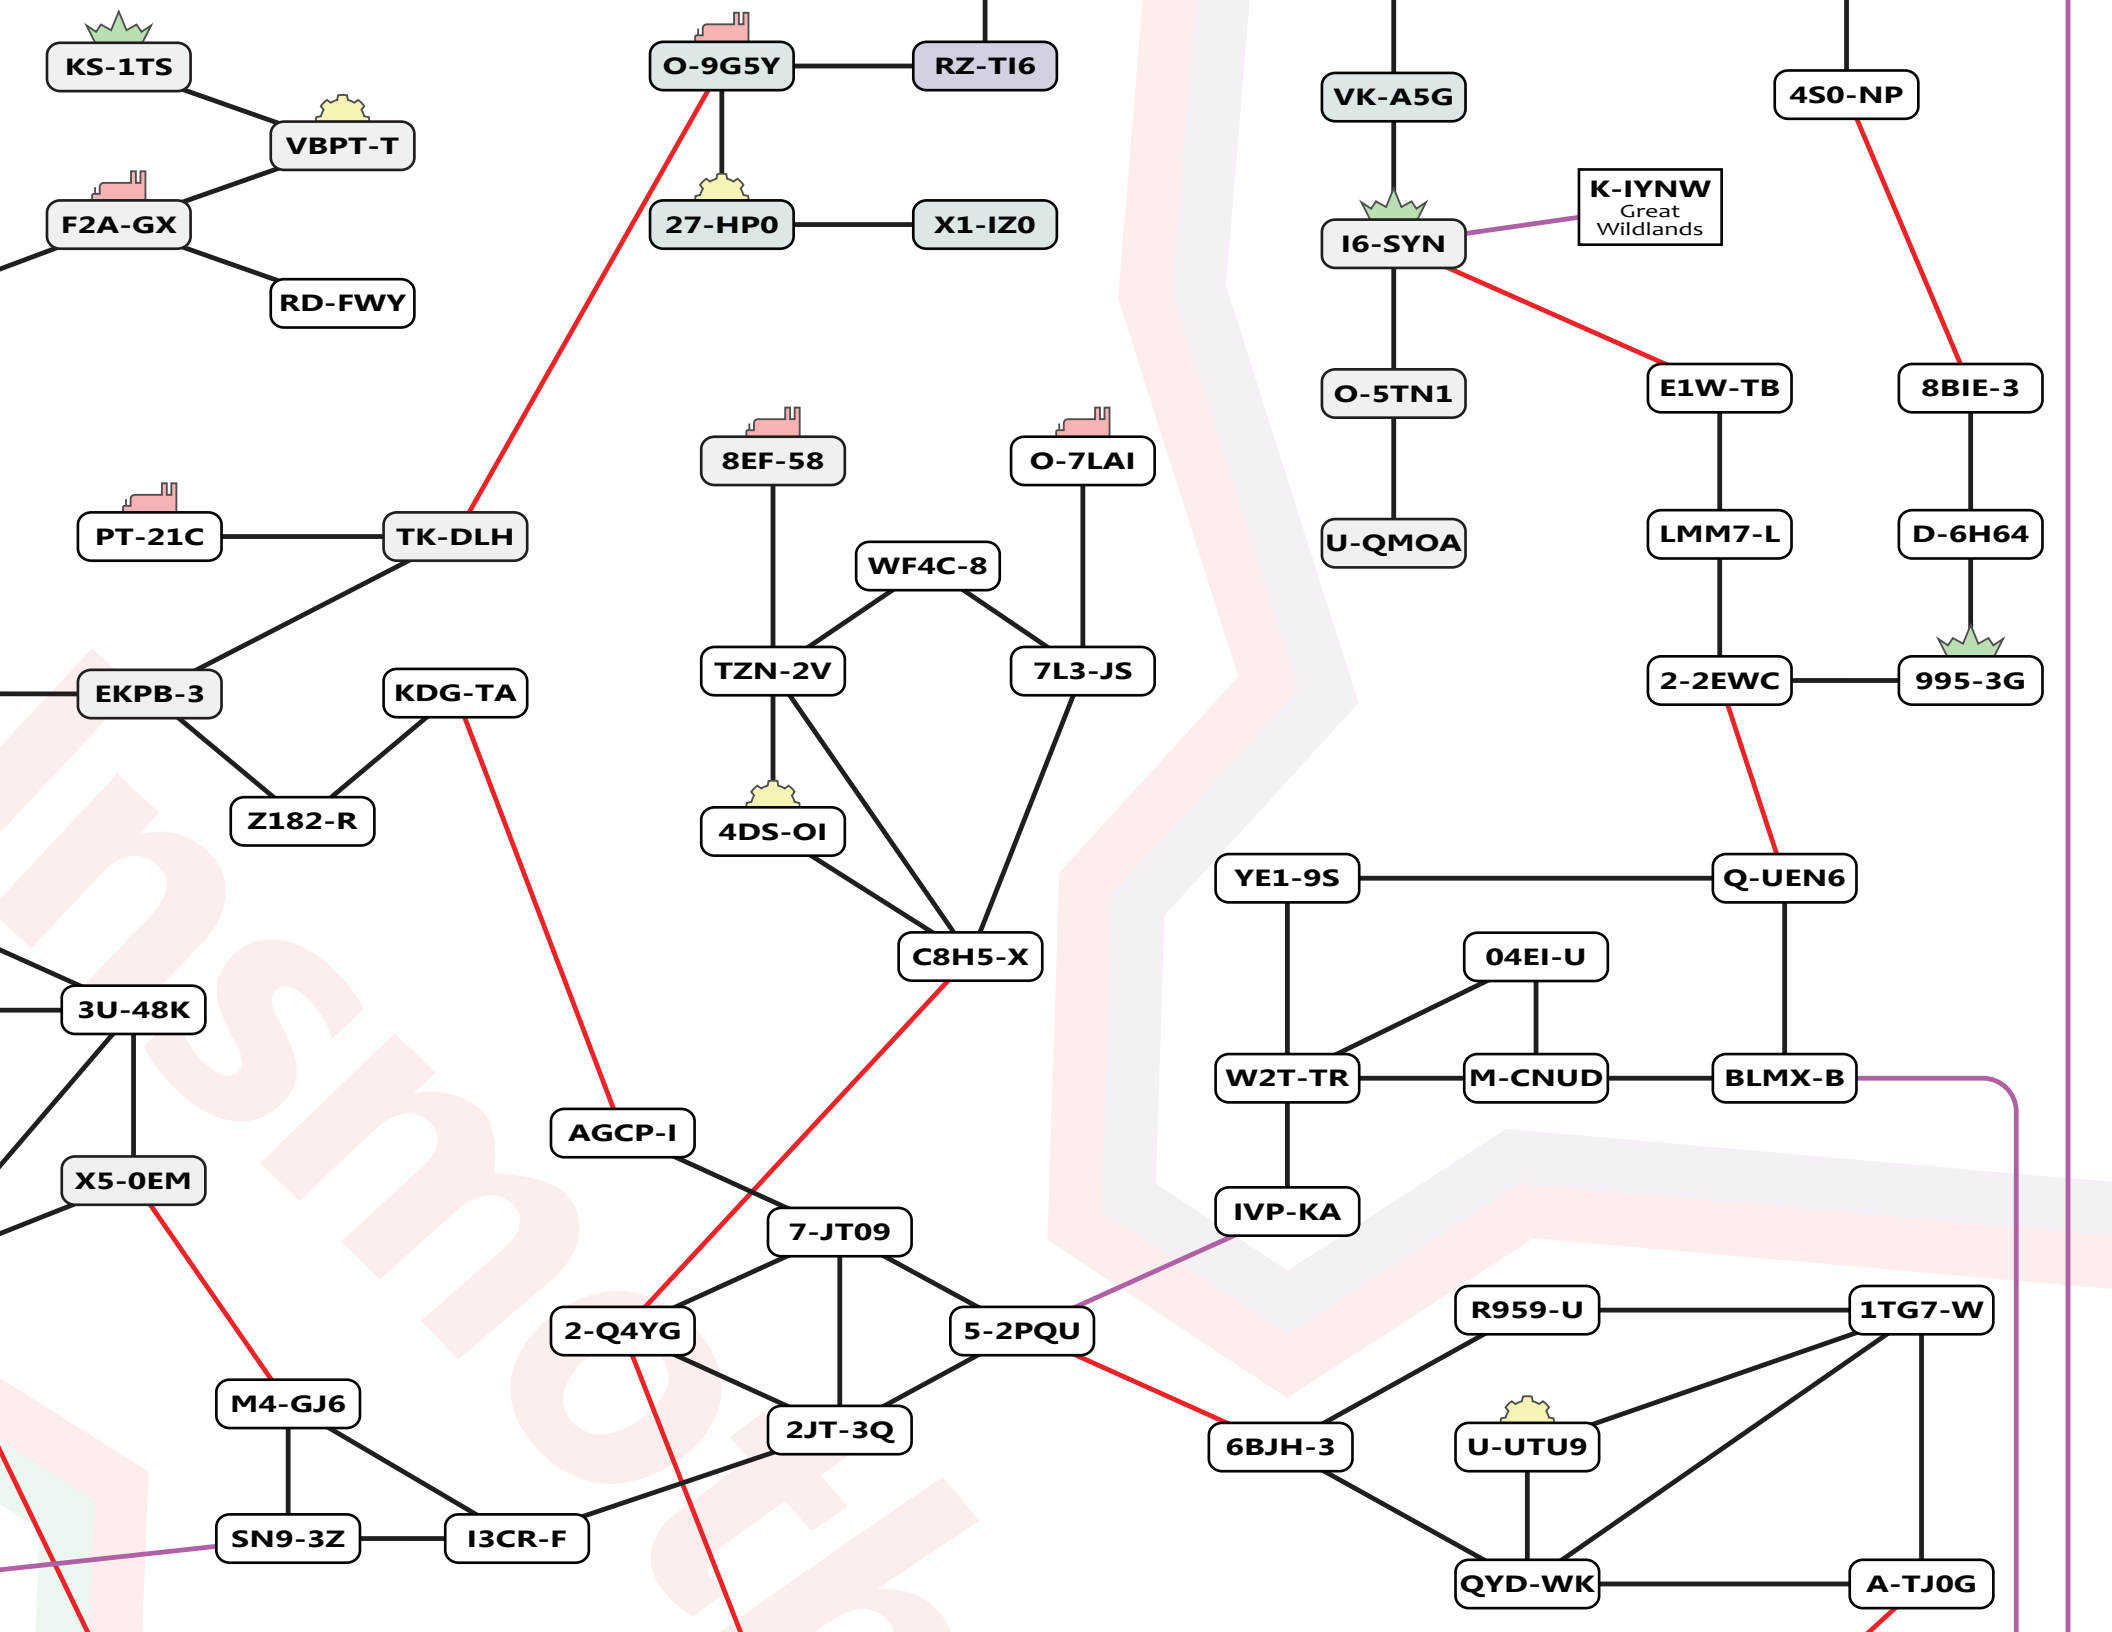 KS-1TS
O-9G5Y
RZ-TI6
VK-A5G
4S0-NP
VBPT-T
K-IYNW
Great
Wildlands
F2A-GX
27-HP0
X1-IZ0
I6-SYN
RD-FWY
O-5TN1
E1W-TB
8BIE-3
8EF-58
O-7LAI
PT-21C
TK-DLH
U-QMOA
LMM7-L
D-6H64
WF4C-8
EKPB-3
KDG-TA
TZN-2V
7L3-JS
2-2EWC
995-3G
Z182-R
4DS-OI
YE1-9S
Q-UEN6
C8H5-X
04EI-U
3U-48K
W2T-TR
M-CNUD
BLMX-B
AGCP-I
X5-0EM
IVP-KA
7-JT09
2-Q4YG
5-2PQU
R959-U
1TG7-W
M4-GJ6
2JT-3Q
6BJH-3
U-UTU9
SN9-3Z
I3CR-F
QYD-WK
A-TJ0G
Insmoth